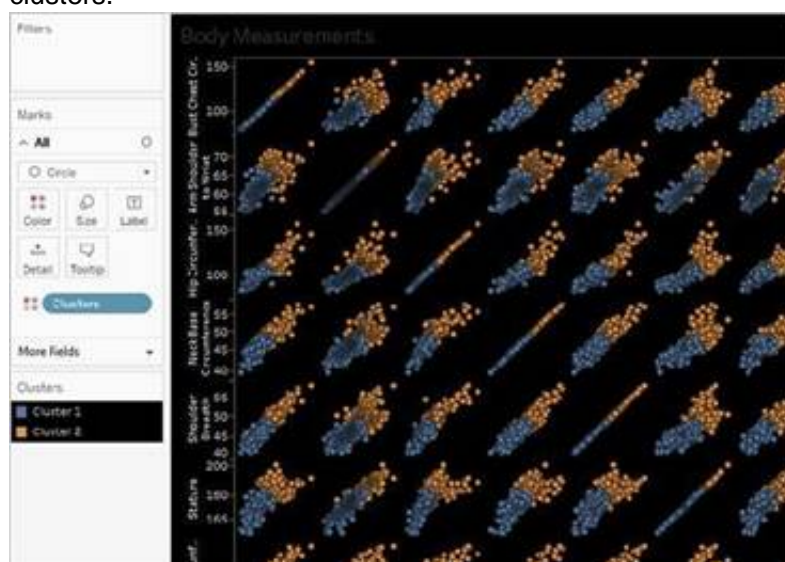 clusters.
Filters
Body Measurements
Marks
All
Circle
Color Size Label
Detail Tooltip
Clusters
More Fields
Clusters
Cluster 1
Cluster 2
Bust Chest Cir.
150
100
Arm Shoulder
to Wrist
70
65
60
55
Hip Circumfer.
150
100
Neck Base
Circumference
55
50
45
40
Shoulder
Breadth
55
50
45
40
Stature
200
180
165
unf.